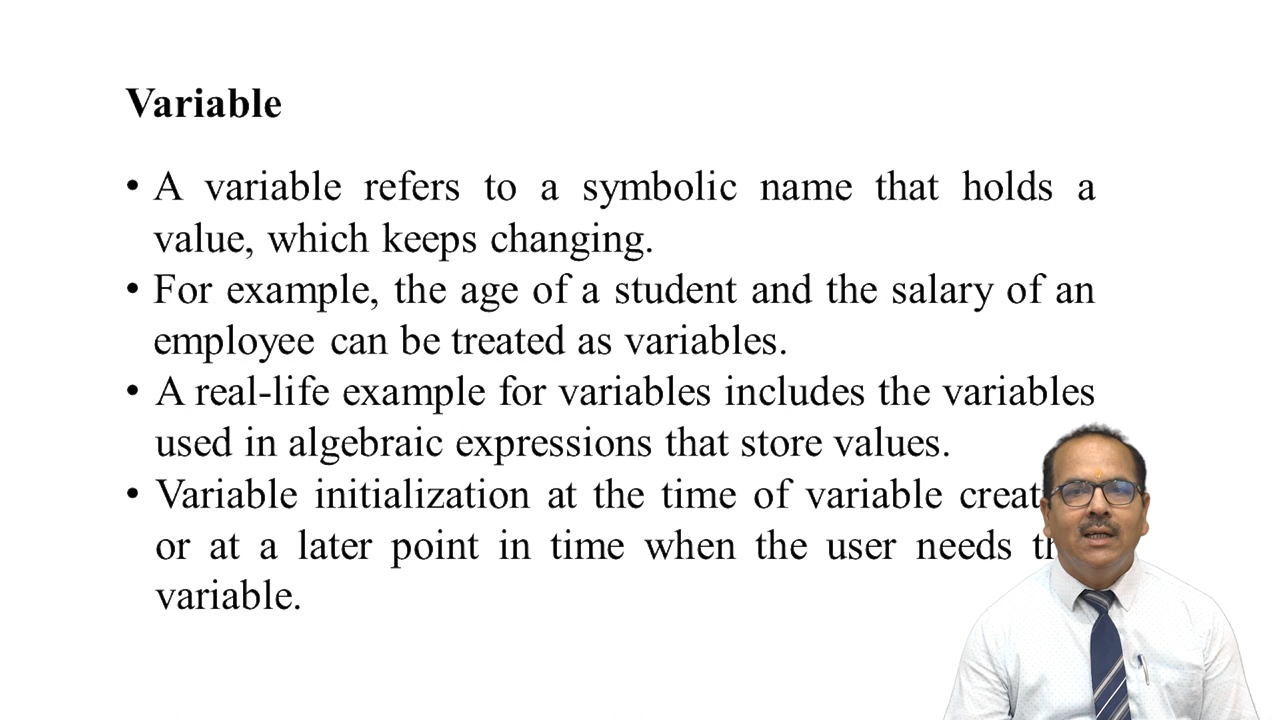 Variable
• A variable refers to a symbolic name that holds a
value, which keeps changing.
• For example, the age of a student and the salary of an
employee can be treated as variables.
• A real-life example for variables includes the variables
used in algebraic expressions that store values.
• Variable initialization at the time of variable
or at a later point in time when the user needs
variable.